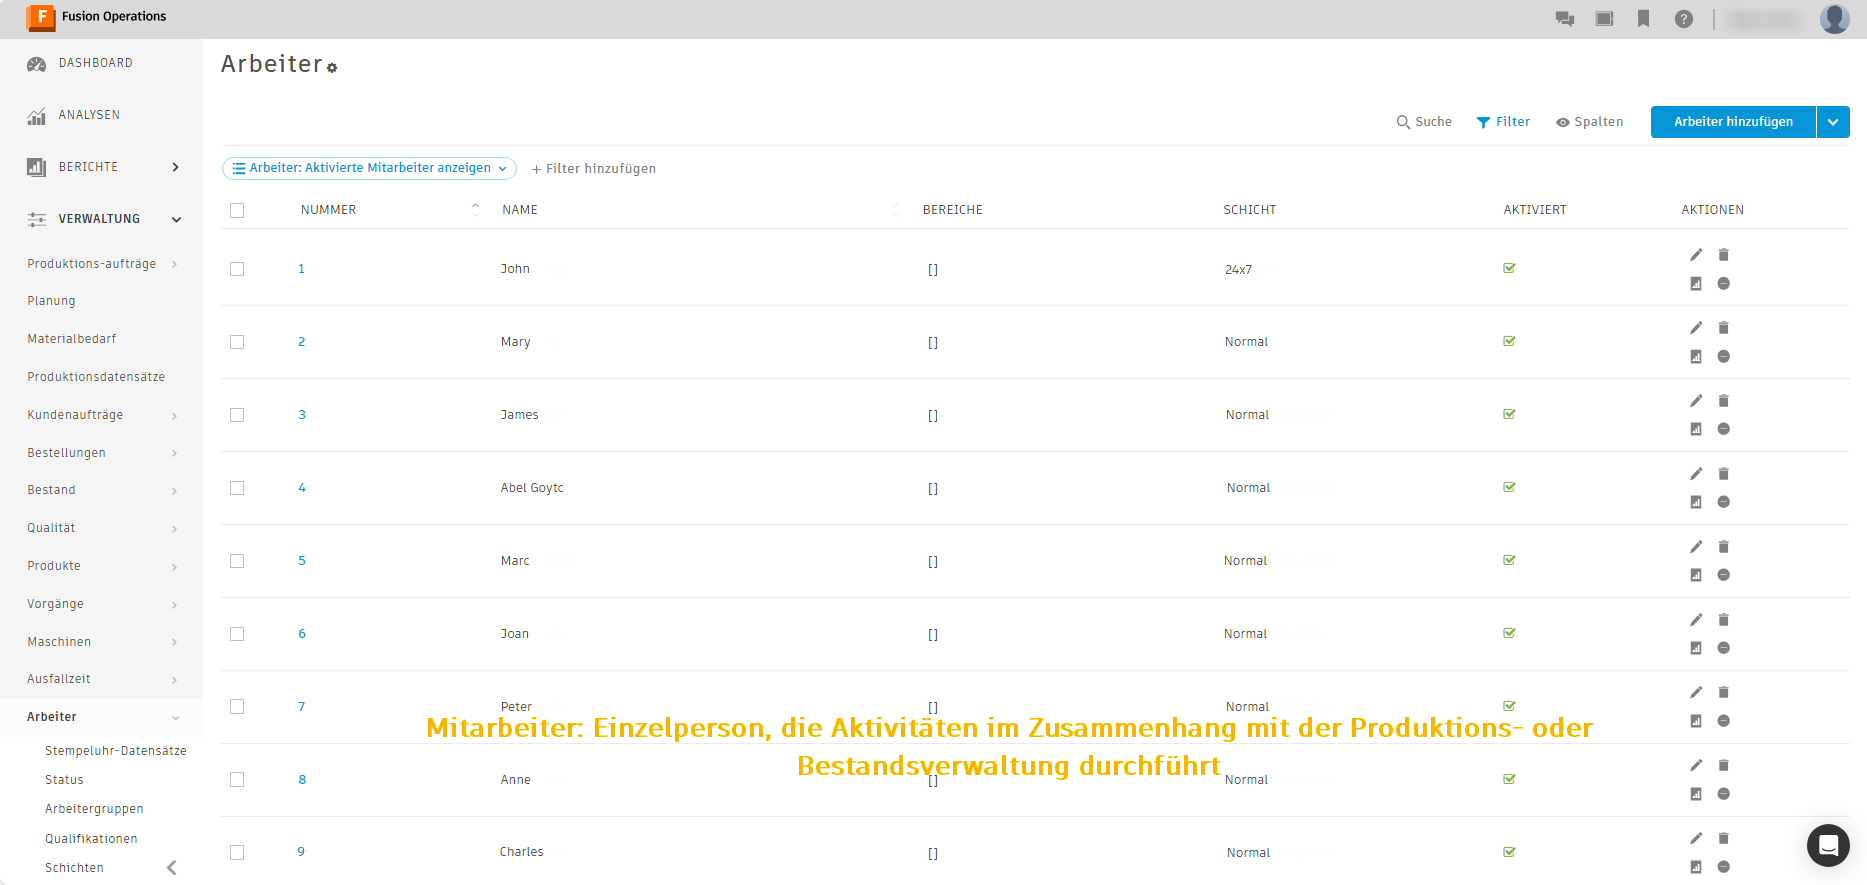 F Fusion Operations
DASHBOARD
ANALYSEN
BERICHTE
VERWALTUNG
Produktions-aufträge
Planung
Materialbedarf
Produktionsdatensätze
Kundenaufträge
Bestellungen
Bestand
Qualität
Produkte
Vorgänge
Maschinen
Ausfallzeit
Arbeiter
Stempeluhr-Datensätze
Status
Arbeitergruppen
Qualifikationen
Schichten
Arbeiter
Suche Filter Spalten Arbeiter hinzufügen
Arbeiter: Aktivierte Mitarbeiter anzeigen + Filter hinzufügen
NUMMER NAME BEREICHE SCHICHT AKTIVIERT AKTIONEN
1 John [] 24x7
2 Mary [] Normal
3 James [] Normal
4 Abel Goytc [] Normal
5 Marc [] Normal
6 Joan [] Normal
7 Peter [] Normal
Mitarbeiter: Einzelperson, die Aktivitäten im Zusammenhang mit der Produktions- oder
Bestandsverwaltung durchführt
8 Anne [] Normal
9 Charles [] Normal